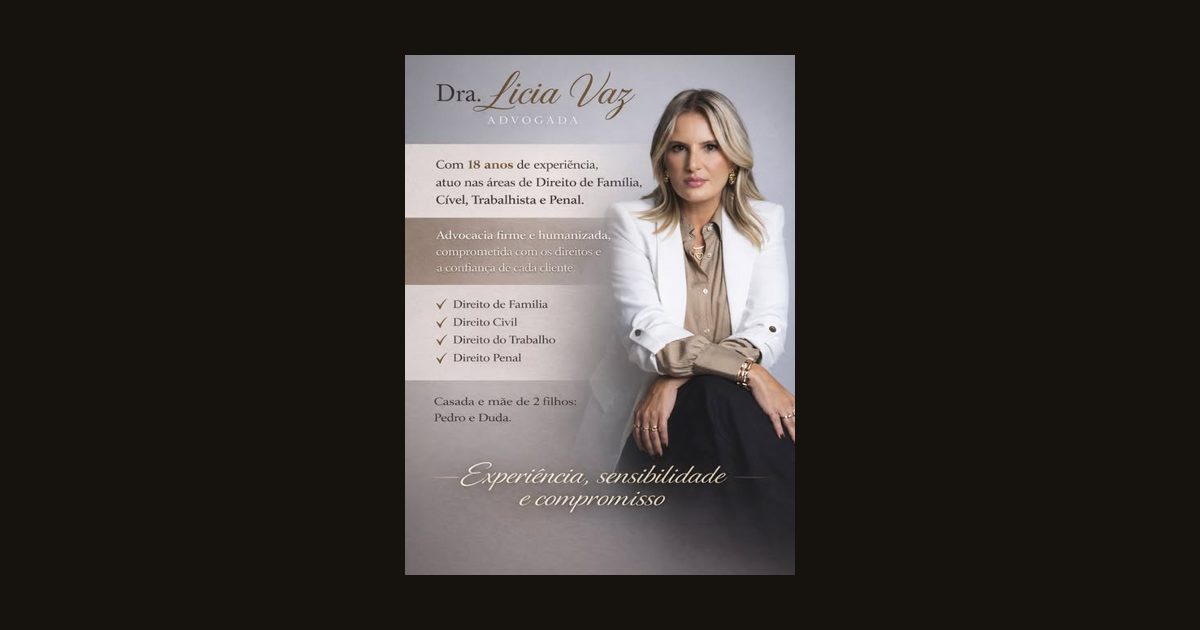 Dra. Licia Vaz
ADVOGADA
Com 18 anos de experiência,
atuo nas áreas de Direito de Família,
Cível, Trabalhista e Penal.
Advocacia firme e humanizada,
comprometida com os direitos e
a confiança de cada cliente.
Direito de Família
Direito Civil
Direito do Trabalho
Direito Penal
Casada e mãe de 2 filhos:
Pedro e Duda.
Experiência, sensibilidade
e compromisso